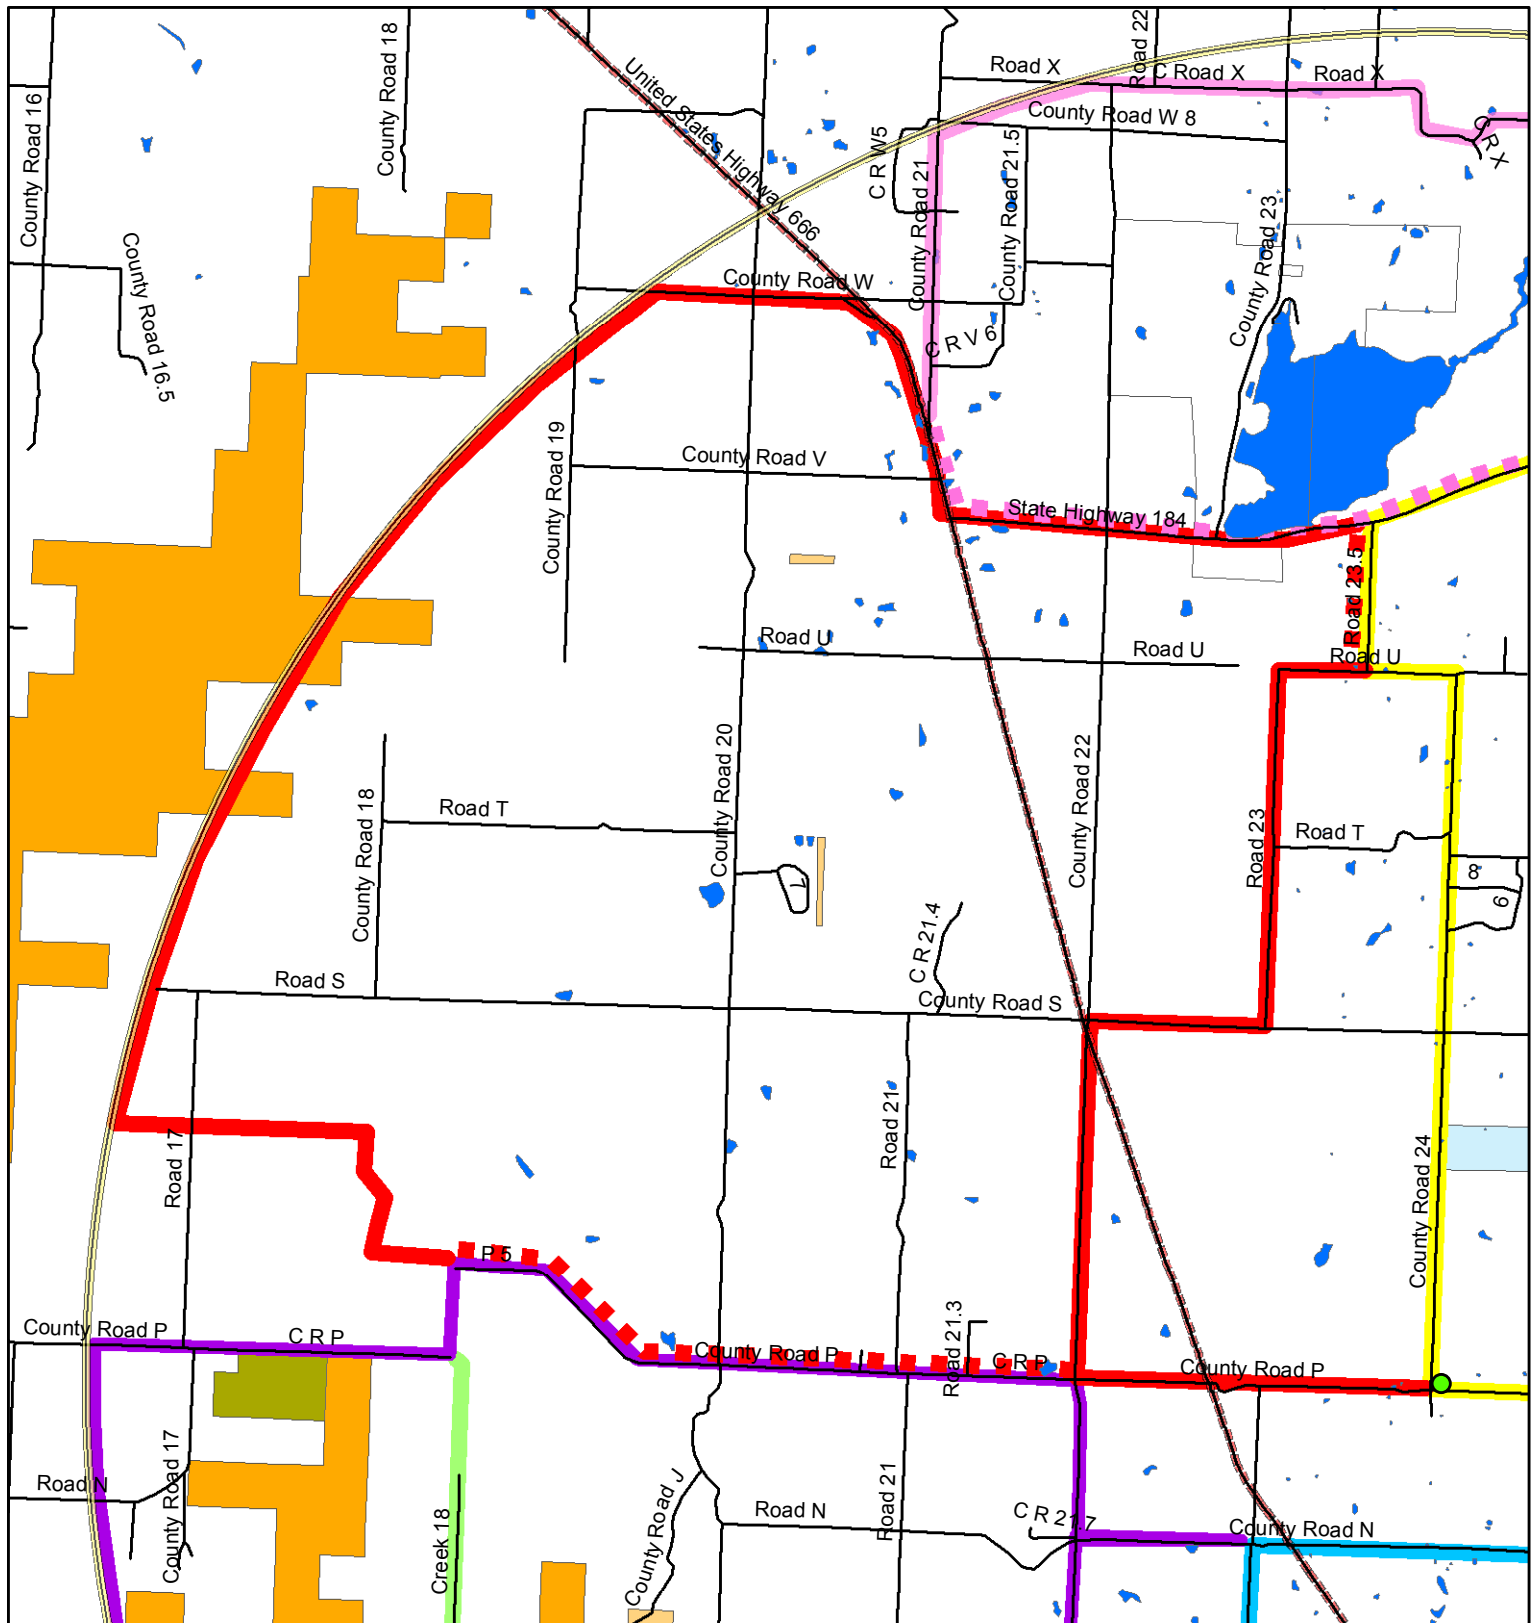 County Road 18
United States Highway 666
Road 22
Road X
C Road X
Road X
County Road 16
C R W5
County Road W 8
C R X
County Road 21
County Road 21.5
County Road 23
County Road 16.5
County Road W
C R V 6
County Road 19
County Road V
State Highway 184
Road 23.5
Road U
Road U
Road U
County Road 18
Road T
County Road 20
County Road 22
Road 23
Road T
7
8
9
C R 21.4
Road S
County Road S
Road 17
Road 21
County Road 24
P 5
County Road P
C R P
County Road P
Road 21.3
C R P
County Road P
Road N
County Road 17
Creek 18
County Road J
Road N
Road 21
C R 21.7
County Road N